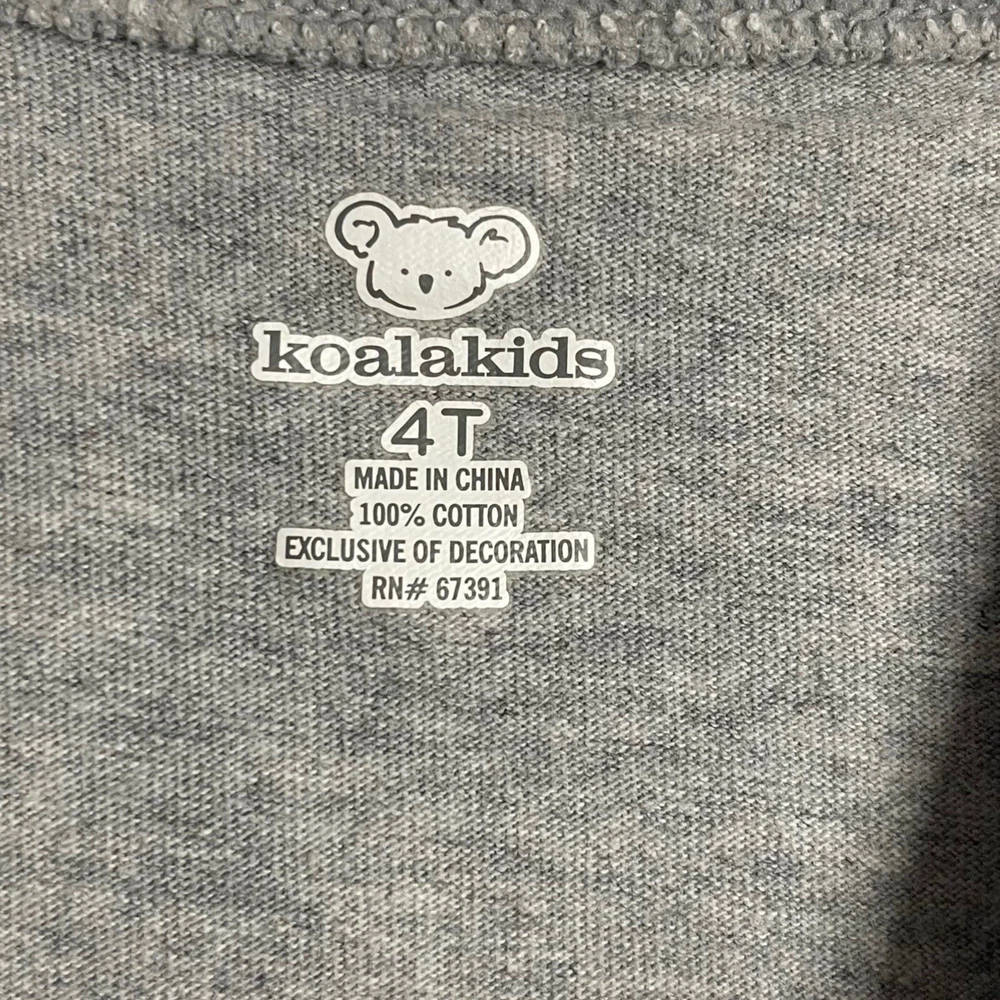 koalakids
4T
MADE IN CHINA
100% COTTON
EXCLUSIVE OF DECORATION
RN# 67391